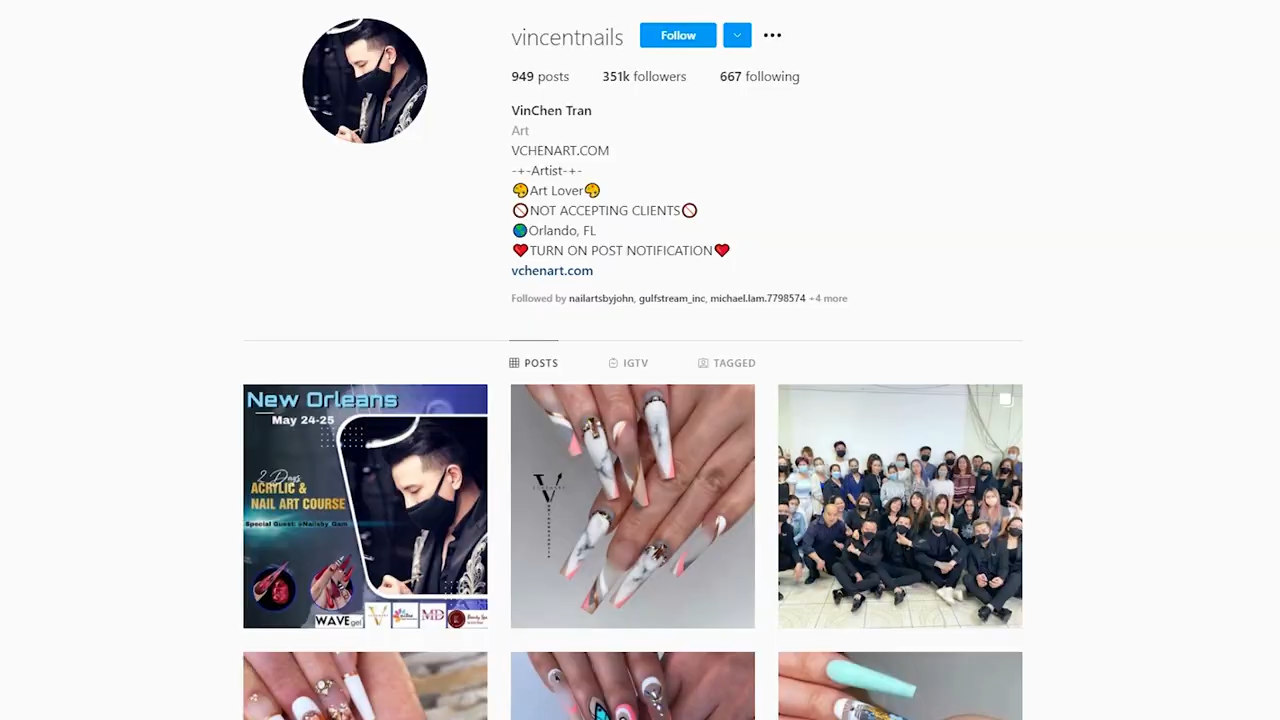 vincentnails Follow
949 posts 351k followers 667 following
VinChen Tran
Art
VCHENART.COM
-+-Artist-+-
Art Lover
NOT ACCEPTING CLIENTS
Orlando, FL
TURN ON POST NOTIFICATION
vchenart.com
Followed by nailartsbyjohn, gulfstream_inc, michael.lam.7798574 +4 more
POSTS IGTV TAGGED
New Orleans
May 24-25
2 Days
ACRYLIC &
NAIL ART COURSE
Special Guest: @Nailsby_Gam
WAVE gel
MD
V